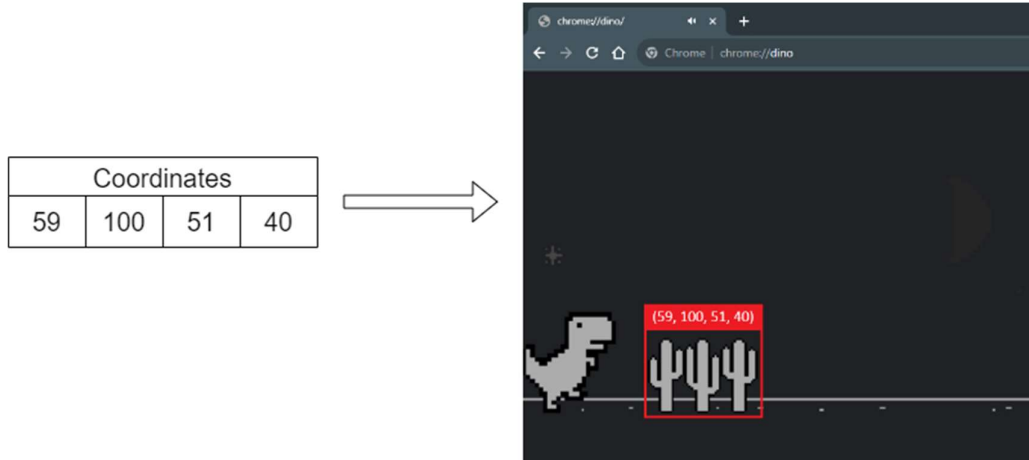 Coordinates
59 100 51 40
chrome://dino/
Chrome | chrome://dino
(59, 100, 51, 40)